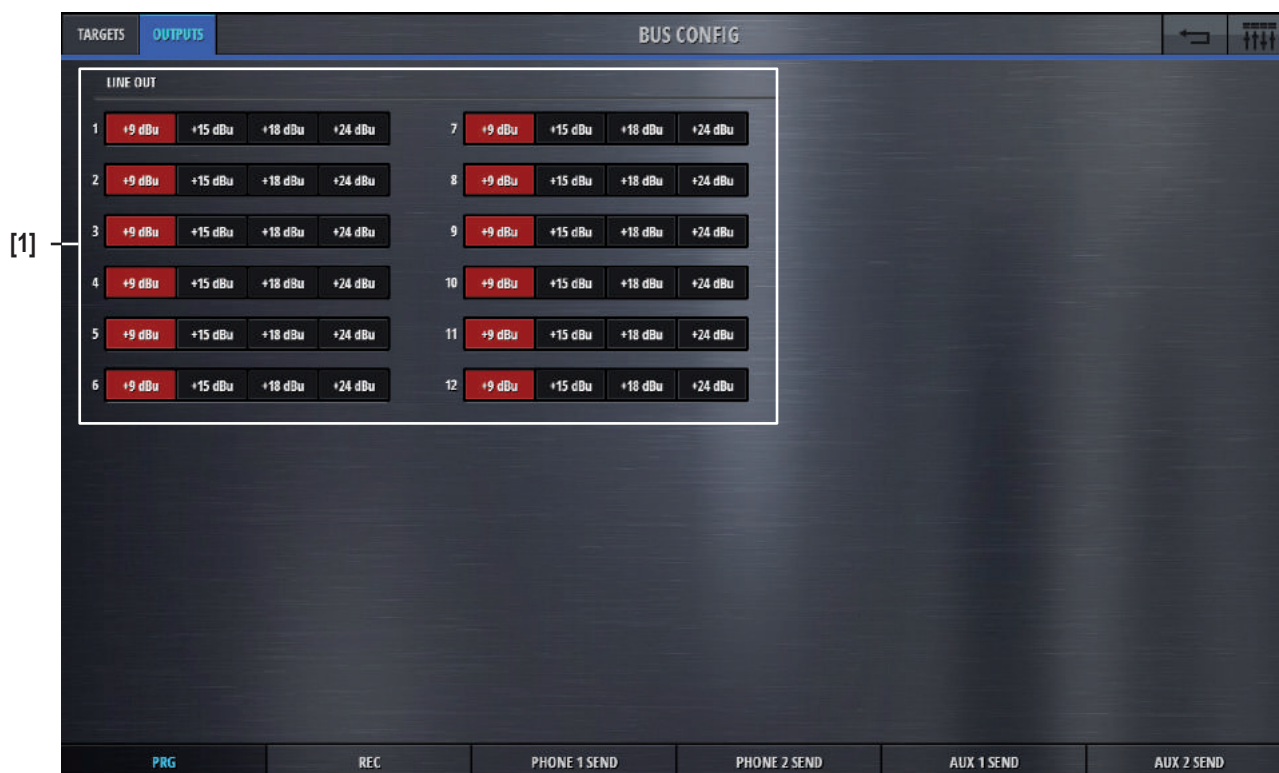 TARGETS OUTPUTS BUS CONFIG
LINE OUT
1 +9 dBu +15 dBu +18 dBu +24 dBu 7 +9 dBu +15 dBu +18 dBu +24 dBu
2 +9 dBu +15 dBu +18 dBu +24 dBu 8 +9 dBu +15 dBu +18 dBu +24 dBu
[1] 3 +9 dBu +15 dBu +18 dBu +24 dBu 9 +9 dBu +15 dBu +18 dBu +24 dBu
4 +9 dBu +15 dBu +18 dBu +24 dBu 10 +9 dBu +15 dBu +18 dBu +24 dBu
5 +9 dBu +15 dBu +18 dBu +24 dBu 11 +9 dBu +15 dBu +18 dBu +24 dBu
6 +9 dBu +15 dBu +18 dBu +24 dBu 12 +9 dBu +15 dBu +18 dBu +24 dBu
PRG REC PHONE 1 SEND PHONE 2 SEND AUX 1 SEND AUX 2 SEND